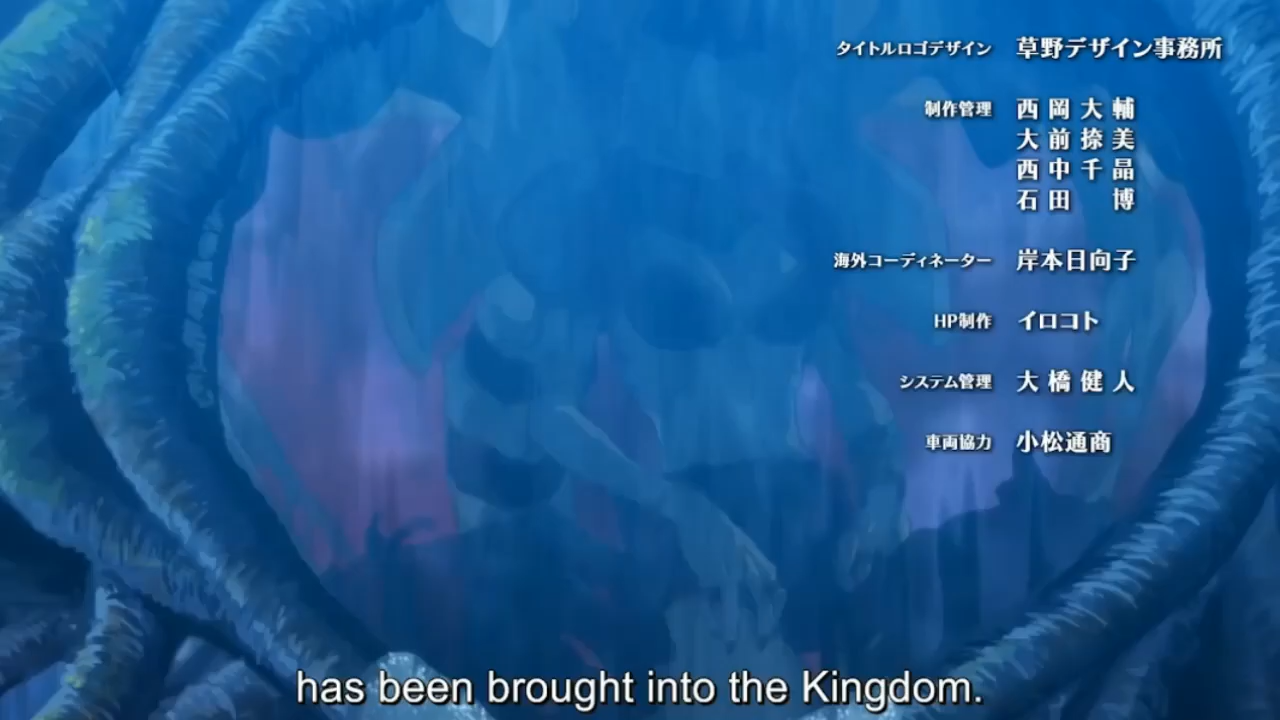 タイトルロゴデザイン 草野デザイン事務所
制作管理 西岡大輔
大前捺美
西中千晶
石田 博
海外コーディネーター 岸本日向子
HP制作 イロコト
システム管理 大橋健人
車両協力 小松通商
has been brought into the Kingdom.